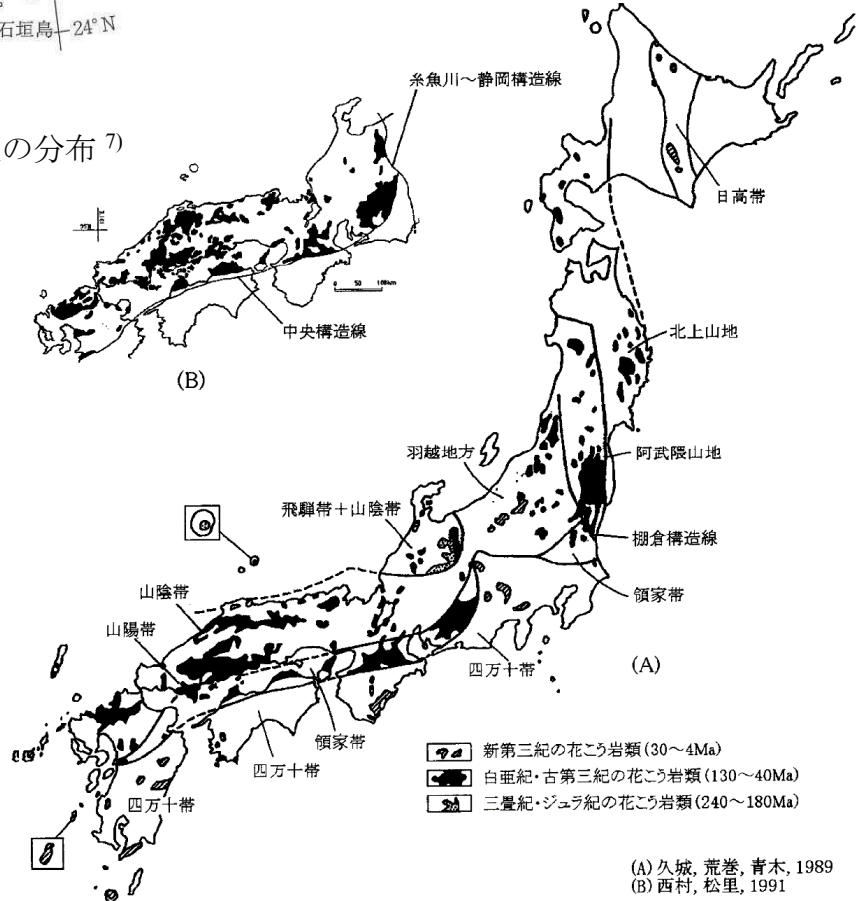 石垣島 24°N
の分布 7)
糸魚川～静岡構造線
中央構造線
0 50 100km
(B)
日高帯
北上山地
羽越地方
阿武隈山地
飛騨帯＋山陰帯
棚倉構造線
領家帯
山陰帯
山陽帯
四万十帯
(A)
領家帯
四万十帯
四万十帯
新第三紀の花こう岩類(30～4Ma)
白亜紀・古第三紀の花こう岩類(130～40Ma)
三畳紀・ジュラ紀の花こう岩類(240～180Ma)
(A) 久城, 荒巻, 青木, 1989
(B) 西村, 松里, 1991